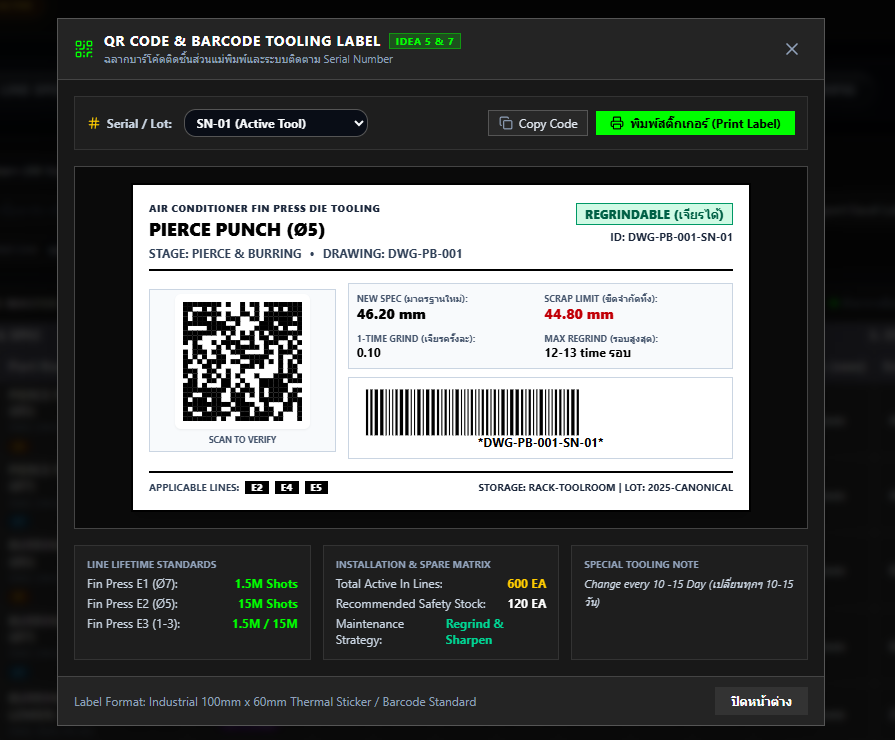 QR CODE & BARCODE TOOLING LABEL IDEA 5 & 7
ฉลากบาร์โค้ดติดชิ้นส่วนแม่พิมพ์และระบบติดตาม Serial Number
# Serial / Lot: SN-01 (Active Tool) Copy Code พิมพ์สติ๊กเกอร์ (Print Label)
AIR CONDITIONER FIN PRESS DIE TOOLING
PIERCE PUNCH (Ø5)
STAGE: PIERCE & BURRING • DRAWING: DWG-PB-001
REGRINDABLE (เจียรได้)
ID: DWG-PB-001-SN-01
SCAN TO VERIFY
NEW SPEC (มาตรฐานใหม่): SCRAP LIMIT (ขีดจำกัดทิ้ง):
46.20 mm 44.80 mm
1-TIME GRIND (เจียรครั้งละ): MAX REGRIND (รอบสูงสุด):
0.10 12-13 time รอบ
*DWG-PB-001-SN-01*
APPLICABLE LINES: E2 E4 E5 STORAGE: RACK-TOOLROOM | LOT: 2025-CANONICAL
LINE LIFETIME STANDARDS
Fin Press E1 (Ø7): 1.5M Shots
Fin Press E2 (Ø5): 15M Shots
Fin Press E3 (1-3): 1.5M / 15M
INSTALLATION & SPARE MATRIX
Total Active In Lines: 600 EA
Recommended Safety Stock: 120 EA
Maintenance Regrind &
Strategy: Sharpen
SPECIAL TOOLING NOTE
Change every 10 -15 Day (เปลี่ยนทุกๆ 10-15
วัน)
Label Format: Industrial 100mm x 60mm Thermal Sticker / Barcode Standard
ปิดหน้าต่าง